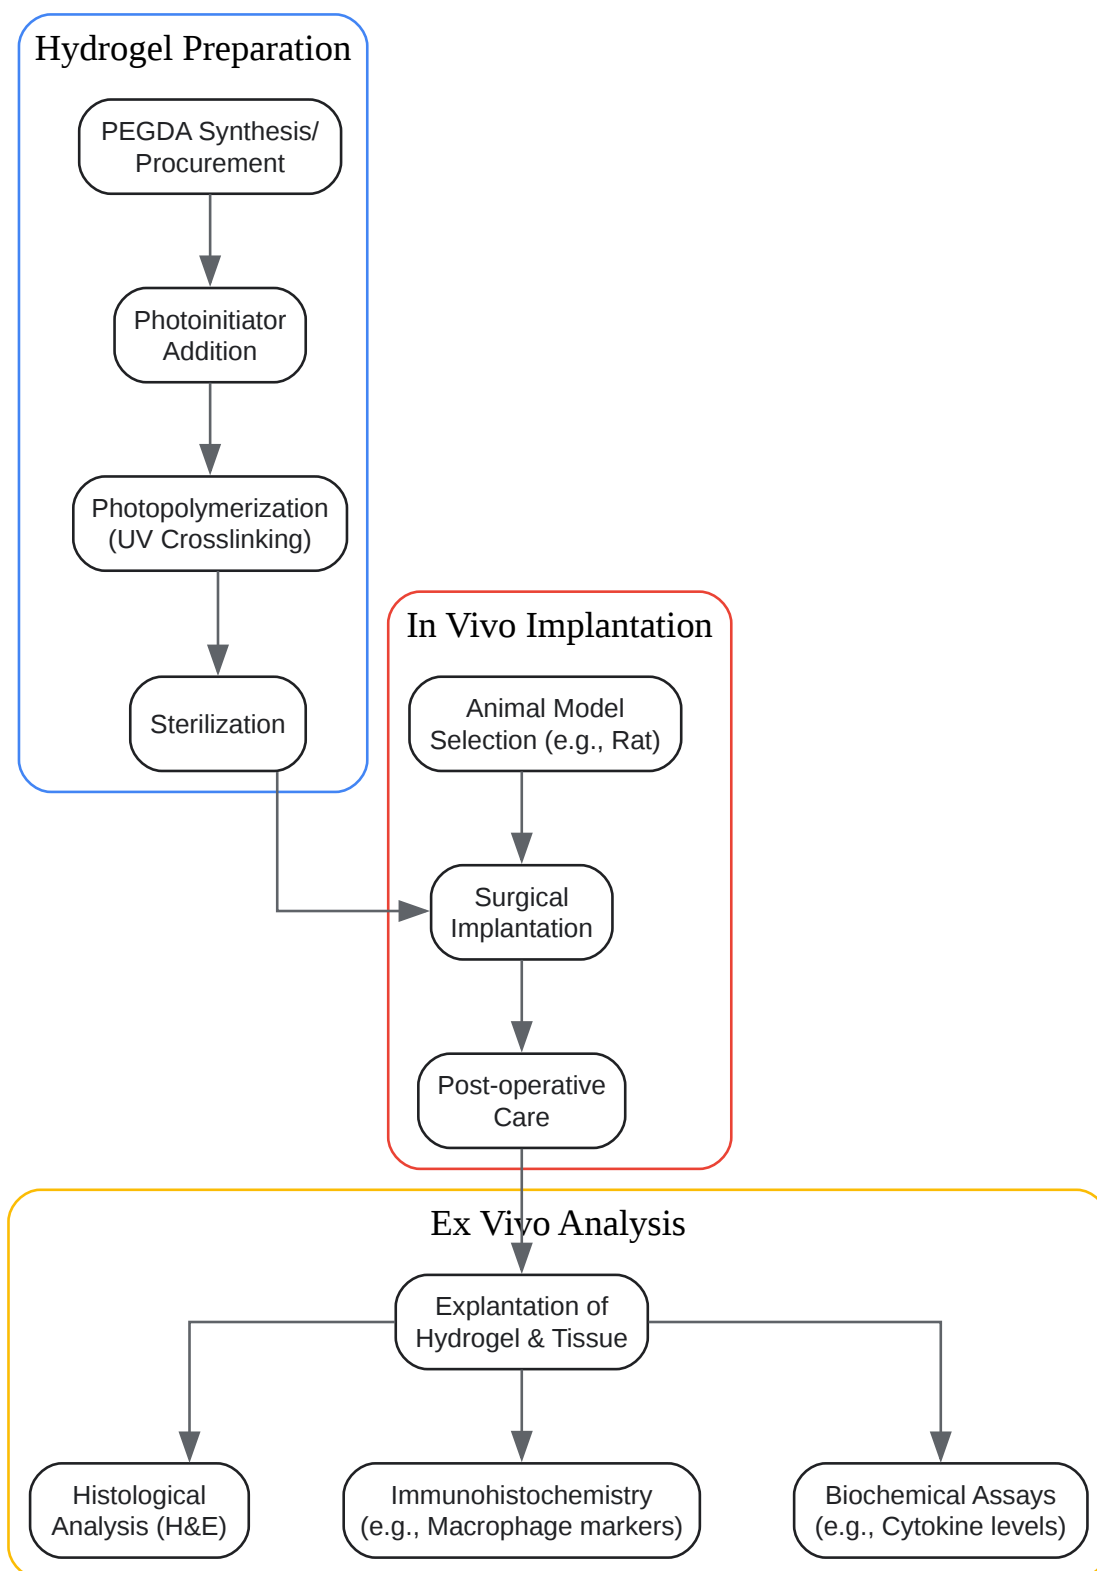 Hydrogel Preparation
PEGDA Synthesis/
Procurement
Photoinitiator
Addition
Photopolymerization
(UV Crosslinking)
Sterilization
In Vivo Implantation
Animal Model
Selection (e.g., Rat)
Surgical
Implantation
Post-operative
Care
Ex Vivo Analysis
Explantation of
Hydrogel & Tissue
Histological
Analysis (H&E)
Immunohistochemistry
(e.g., Macrophage markers)
Biochemical Assays
(e.g., Cytokine levels)